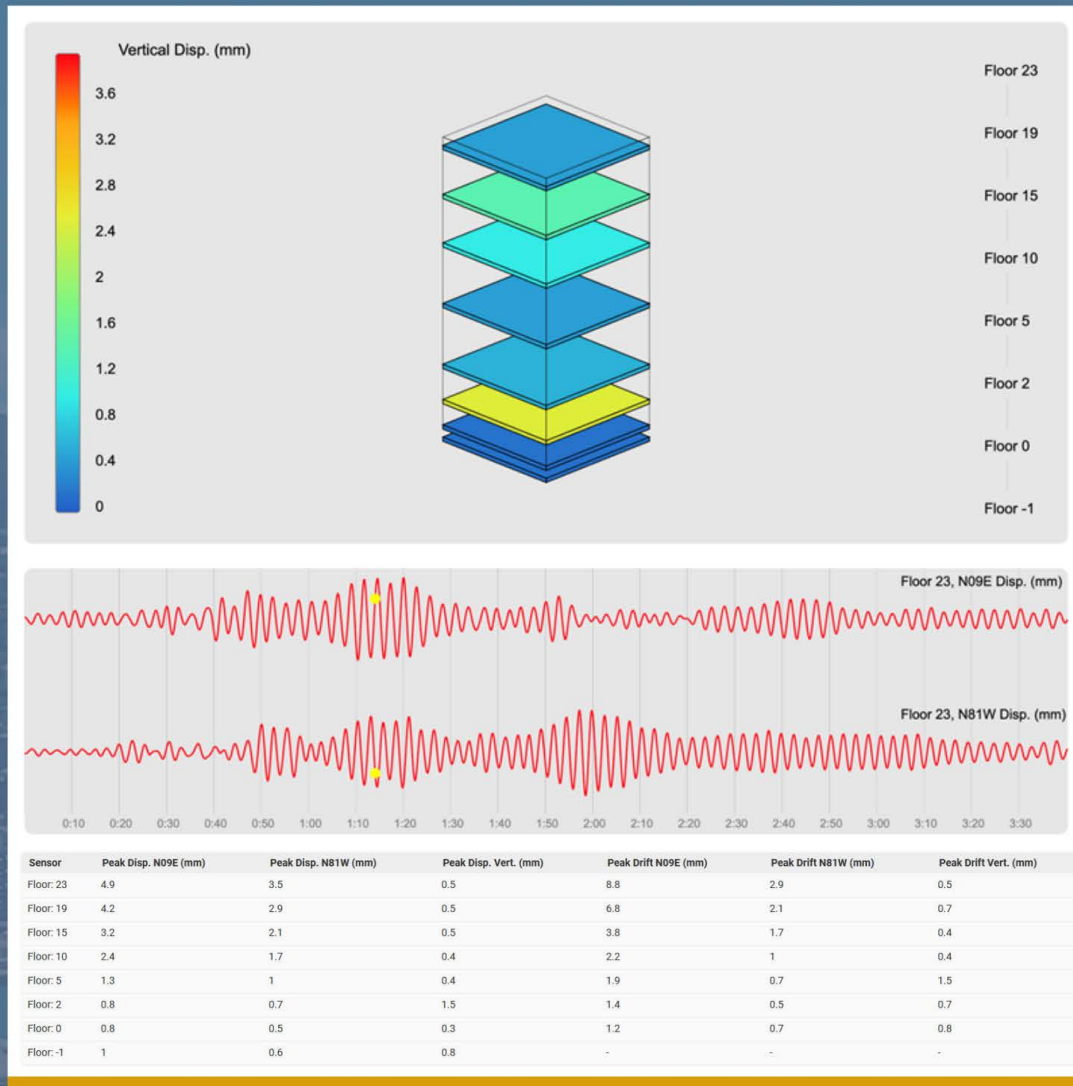 Vertical Disp. (mm)
3.6
3.2
2.8
2.4
2
1.6
1.2
0.8
0.4
0
Floor 23
Floor 19
Floor 15
Floor 10
Floor 5
Floor 2
Floor 0
Floor -1
Floor 23, N09E Disp. (mm)
Floor 23, N81W Disp. (mm)
0:10 0:20 0:30 0:40 0:50 1:00 1:10 1:20 1:30 1:40 1:50 2:00 2:10 2:20 2:30 2:40 2:50 3:00 3:10 3:20 3:30
Sensor Peak Disp. N09E (mm) Peak Disp. N81W (mm) Peak Disp. Vert. (mm) Peak Drift N09E (mm) Peak Drift N81W (mm) Peak Drift Vert. (mm)
Floor: 23 4.9 3.5 0.5 8.8 2.9 0.5
Floor: 19 4.2 2.9 0.5 6.8 2.1 0.7
Floor: 15 3.2 2.1 0.5 3.8 1.7 0.4
Floor: 10 2.4 1.7 0.4 2.2 1 0.4
Floor: 5 1.3 1 0.4 1.9 0.7 1.5
Floor: 2 0.8 0.7 1.5 1.4 0.5 0.7
Floor: 0 0.8 0.5 0.3 1.2 0.7 0.8
Floor: -1 1 0.6 0.8 - - -